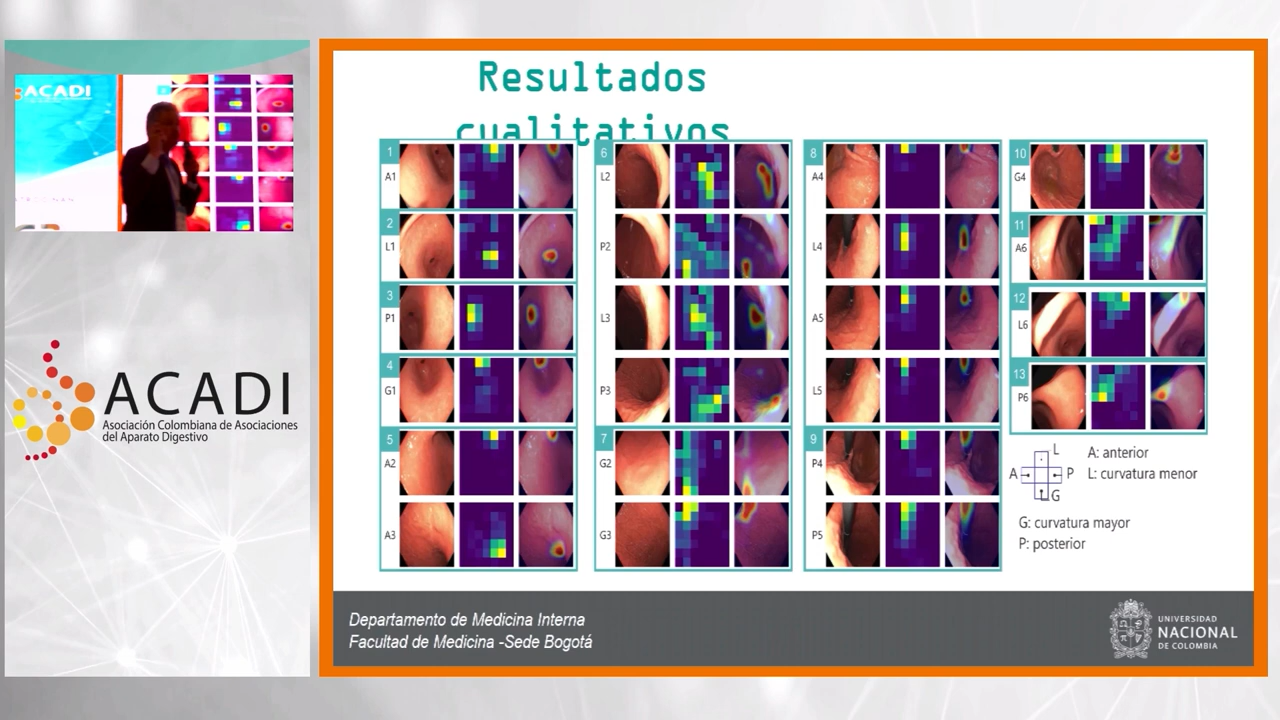 ACADI
ACADI
Asociación Colombiana de Asociaciones
del Aparato Digestivo
Resultados
cualitativos
1
A1
2
L1
3
P1
4
G1
5
A2
A3
6
L2
P2
L3
P3
7
G2
G3
8
A4
L4
A5
L5
9
P4
P5
10
G4
11
A6
12
L6
13
P6
L
A
P
G
A: anterior
L: curvatura menor
G: curvatura mayor
P: posterior
Departamento de Medicina Interna
Facultad de Medicina -Sede Bogotá
UNIVERSIDAD
NACIONAL
DE COLOMBIA